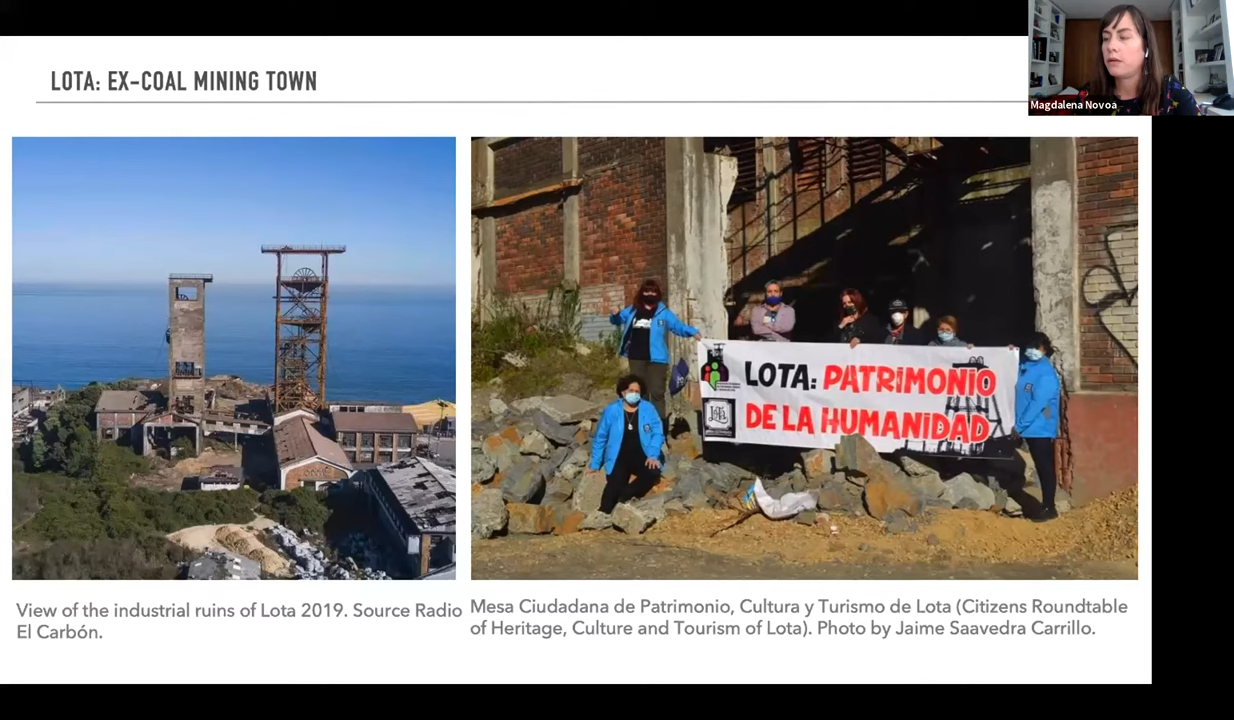 LOTA: EX-COAL MINING TOWN
Magdalena Novoa
LOTA: PATRIMONIO
DE LA HUMANIDAD
Lota
View of the industrial ruins of Lota 2019. Source Radio
El Carbón.
Mesa Ciudadana de Patrimonio, Cultura y Turismo de Lota (Citizens Roundtable
of Heritage, Culture and Tourism of Lota). Photo by Jaime Saavedra Carrillo.